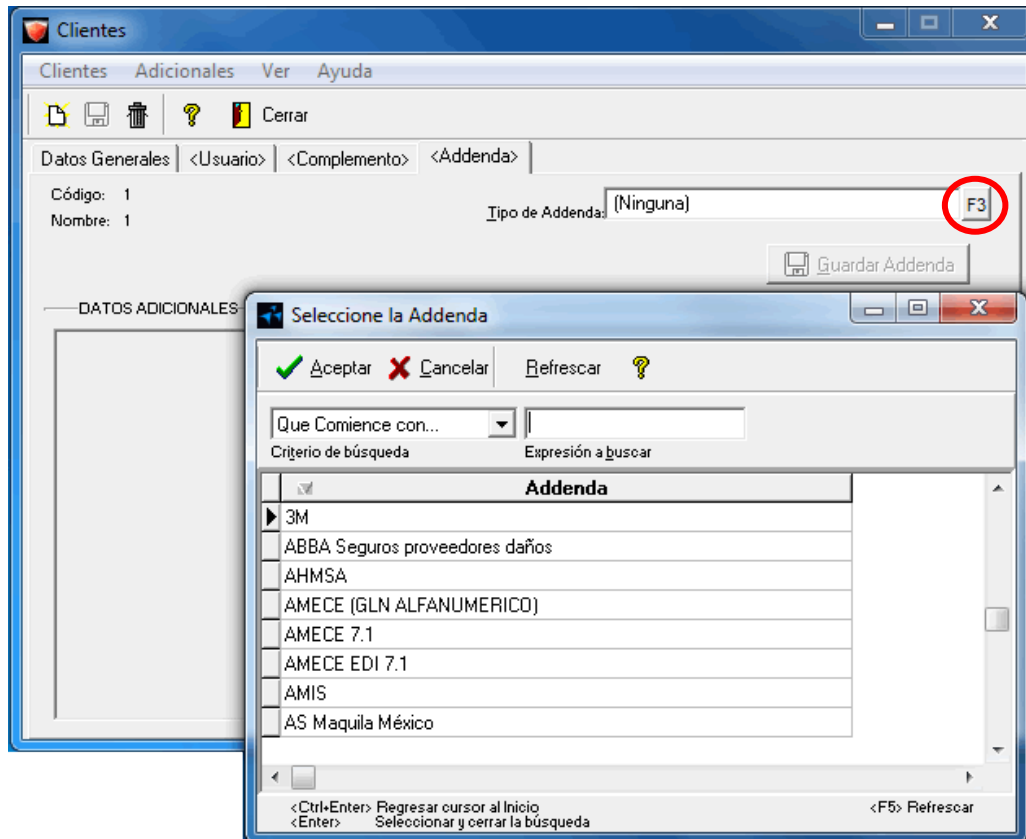 Clientes
Clientes Adicionales Ver Ayuda
Cerrar
Datos Generales <Usuario> <Complemento> <Addenda>
Código: 1
Nombre: 1
Tipo de Addenda: (Ninguna) F3
Guardar Addenda
DATOS ADICIONALES
Seleccione la Addenda
Aceptar Cancelar Refrescar
Que Comience con...
Criterio de búsqueda Expresión a buscar
Addenda
3M
ABBA Seguros proveedores daños
AHMSA
AMECE (GLN ALFANUMERICO)
AMECE 7.1
AMECE EDI 7.1
AMIS
AS Maquila México
<Ctrl+Enter> Regresar cursor al Inicio <F5> Refrescar
<Enter> Seleccionar y cerrar la búsqueda